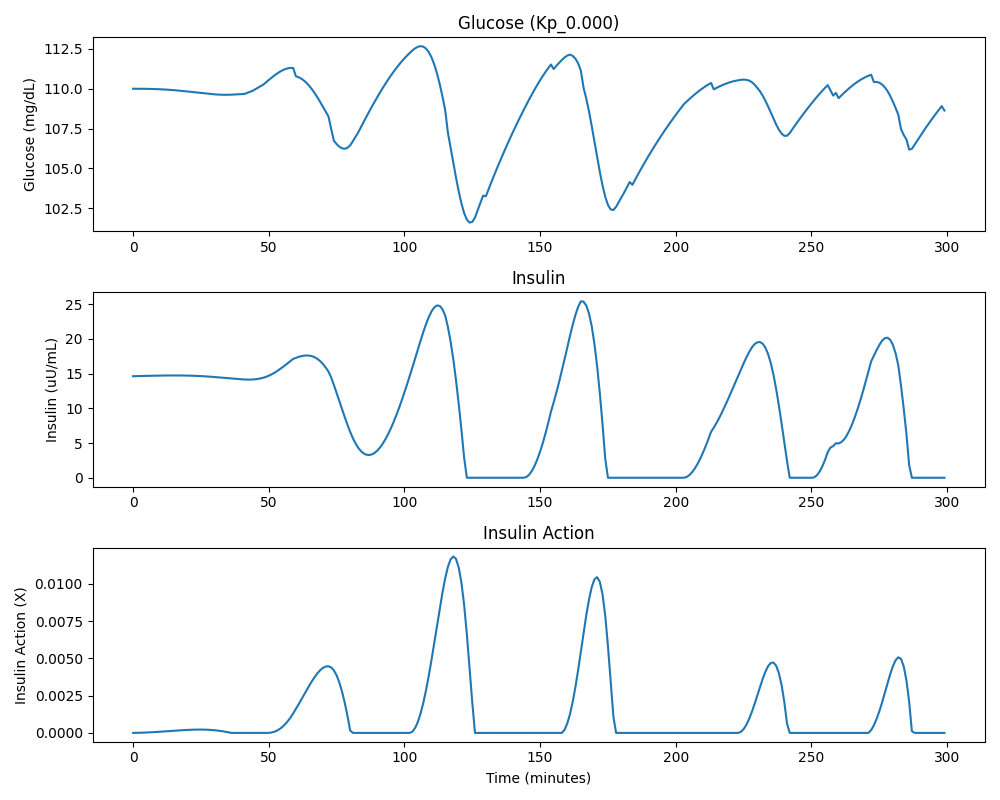 Glucose (Kp_0.000)
Glucose (mg/dL)
112.5
110.0
107.5
105.0
102.5
0 50 100 150 200 250 300
Insulin
Insulin (uU/mL)
25
20
15
10
5
0
0 50 100 150 200 250 300
Insulin Action
Insulin Action (X)
0.0100
0.0075
0.0050
0.0025
0.0000
0 50 100 150 200 250 300
Time (minutes)